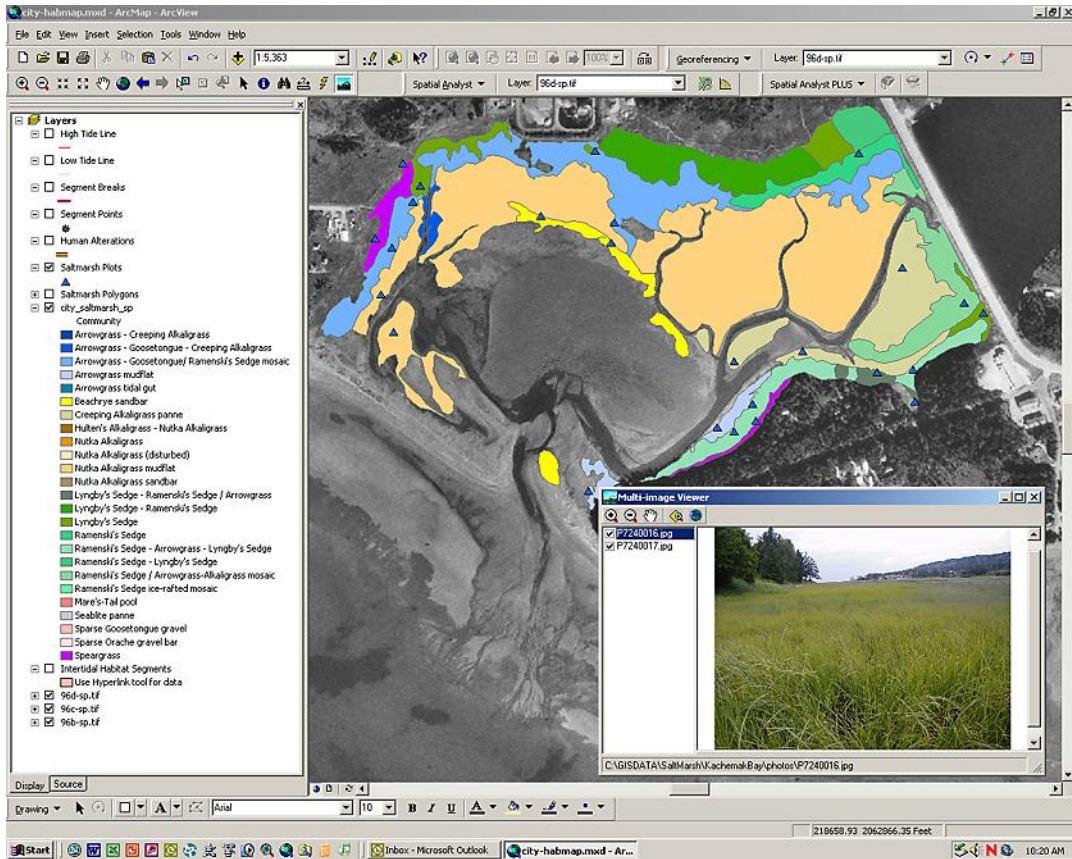 city-habmap.mxd - ArcMap - ArcView
File Edit View Insert Selection Tools Window Help
1:5,363 100% Georeferencing Layer: 96d-sp.tif
Spatial Analyst Layer: 96d-sp.tif Spatial Analyst PLUS
Layers
High Tide Line
Low Tide Line
Segment Breaks
Segment Points
Human Alterations
Saltmarsh Plots
Saltmarsh Polygons
city_saltmarsh_sp
Community
Arrowgrass - Creeping Alkaligrass
Arrowgrass - Goosetongue - Creeping Alkaligrass
Arrowgrass - Goosetongue/ Ramenski's Sedge mosaic
Arrowgrass mudflat
Arrowgrass tidal gut
Beachrye sandbar
Creeping Alkaligrass panne
Hulten's Alkaligrass - Nutka Alkaligrass
Nutka Alkaligrass
Nutka Alkaligrass (disturbed)
Nutka Alkaligrass mudflat
Nutka Alkaligrass sandbar
Lyngby's Sedge - Ramenski's Sedge / Arrowgrass
Lyngby's Sedge - Ramenski's Sedge
Lyngby's Sedge
Ramenski's Sedge
Ramenski's Sedge - Arrowgrass - Lyngby's Sedge
Ramenski's Sedge - Lyngby's Sedge
Ramenski's Sedge / Arrowgrass-Alkaligrass mosaic
Ramenski's Sedge ice-rafted mosaic
Mare's-Tail pool
Seablite panne
Sparse Goosetongue gravel
Sparse Orache gravel bar
Speargrass
Intertidal Habitat Segments
Use Hyperlink tool for data
96d-sp.tif
96c-sp.tif
96b-sp.tif
Display Source
Multi-image Viewer
P7240016.jpg
P7240017.jpg
C:\GISDATA\SaltMarsh\KachemakBay\photos\P7240016.jpg
Drawing A Arial 10 B I U A
218658.93 2062866.35 Feet
Start Inbox - Microsoft Outlook city-habmap.mxd - Ar... 10:20 AM